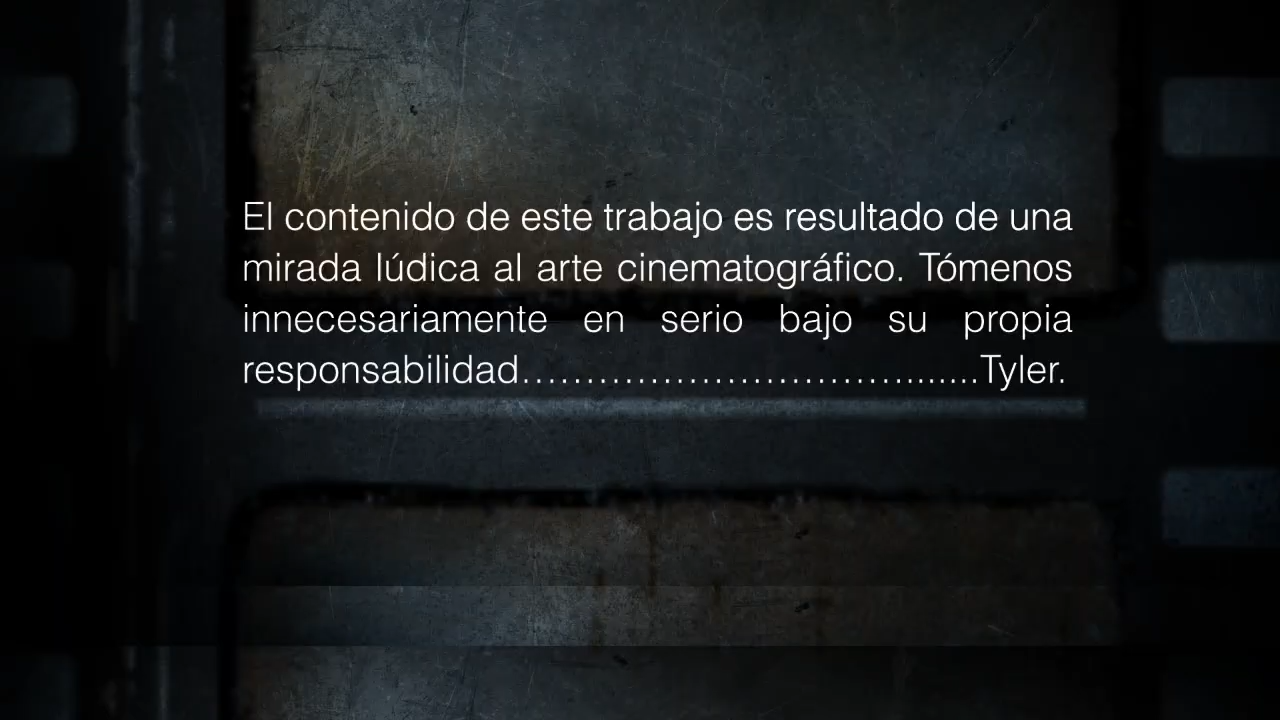 El contenido de este trabajo es resultado de una
mirada lúdica al arte cinematográfico. Tómenos
innecesariamente en serio bajo su propia
responsabilidad…………………………….......Tyler.